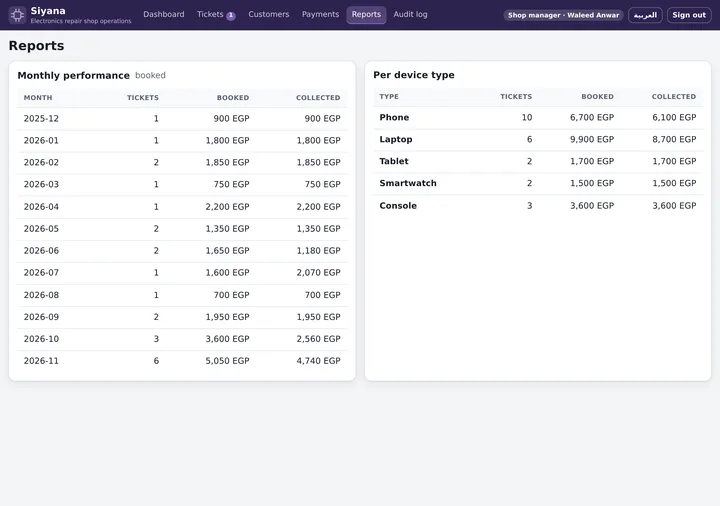 Siyana
Electronics repair shop operations
Dashboard Tickets 1 Customers Payments Reports Audit log
Shop manager · Waleed Anwar العربية Sign out
Reports
Monthly performance booked
MONTH TICKETS BOOKED COLLECTED
2025-12 1 900 EGP 900 EGP
2026-01 1 1,800 EGP 1,800 EGP
2026-02 2 1,850 EGP 1,850 EGP
2026-03 1 750 EGP 750 EGP
2026-04 1 2,200 EGP 2,200 EGP
2026-05 2 1,350 EGP 1,350 EGP
2026-06 2 1,650 EGP 1,180 EGP
2026-07 1 1,600 EGP 2,070 EGP
2026-08 1 700 EGP 700 EGP
2026-09 2 1,950 EGP 1,950 EGP
2026-10 3 3,600 EGP 2,560 EGP
2026-11 6 5,050 EGP 4,740 EGP
Per device type
TYPE TICKETS BOOKED COLLECTED
Phone 10 6,700 EGP 6,100 EGP
Laptop 6 9,900 EGP 8,700 EGP
Tablet 2 1,700 EGP 1,700 EGP
Smartwatch 2 1,500 EGP 1,500 EGP
Console 3 3,600 EGP 3,600 EGP